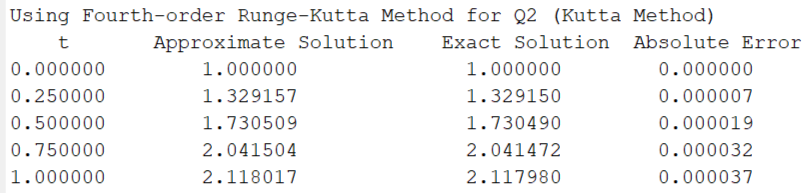 Using Fourth-order Runge-Kutta Method for Q2 (Kutta Method)
t Approximate Solution Exact Solution Absolute Error
0.000000 1.000000 1.000000 0.000000
0.250000 1.329157 1.329150 0.000007
0.500000 1.730509 1.730490 0.000019
0.750000 2.041504 2.041472 0.000032
1.000000 2.118017 2.117980 0.000037